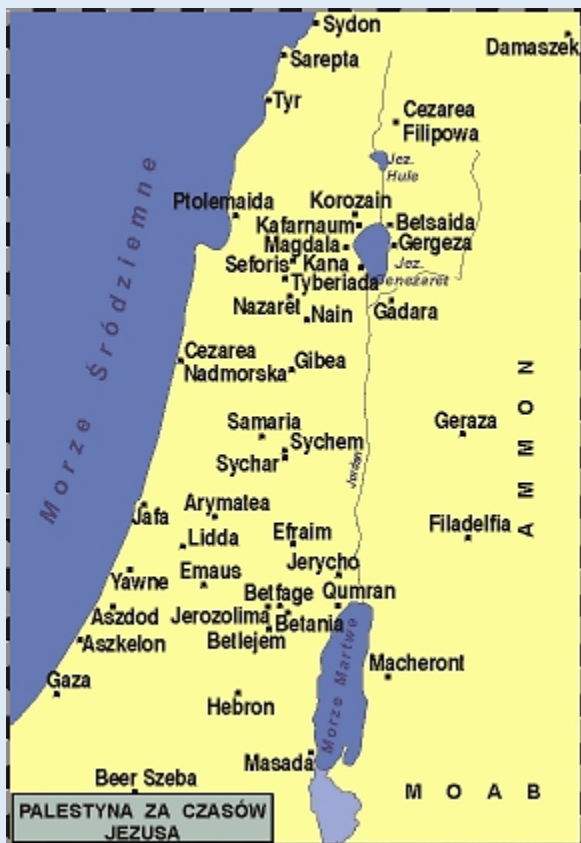 Sydon
Damaszek
Sarepta
Tyr
Cezarea
Filipowa
Jez.
Hule
Ptolemaida
Korozain
Kafarnaum
Betsaida
Magdala
Gergeza
Seforis
Kana
Jez.
Genezaret
Tyberiada
Nazaret
Nain
Gadara
Morze Śródziemne
Cezarea
Nadmorska
Gibea
AMMON
Samaria
Geraza
Sychem
Sychar
Jordan
Arymatea
Jafa
Efraim
Filadelfia
Lidda
Jerycho
Emaus
Yawne
Betfage
Qumran
Aszdod
Jerozolima
Betania
Aszkelon
Betlejem
Morze Martwe
Macheront
Gaza
Hebron
Masada
Beer Szeba
MOAB
PALESTYNA ZA CZASÓW
JEZUSA